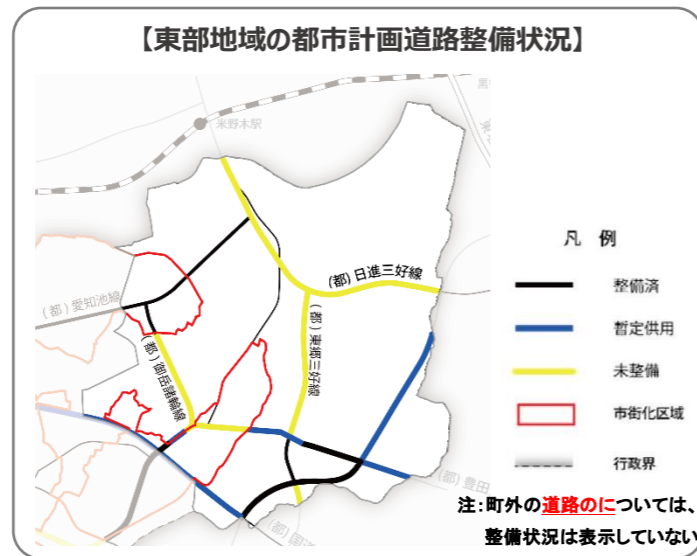 【東部地域の都市計画道路整備状況】
米野木駅
(都)日進三好線
(都)愛知池線
(都)東郷三好線
(都)御岳諸輪線
(都)豊田
凡 例
整備済
暫定供用
未整備
市街化区域
行政界
注：町外の道路のについては、
整備状況は表示していない